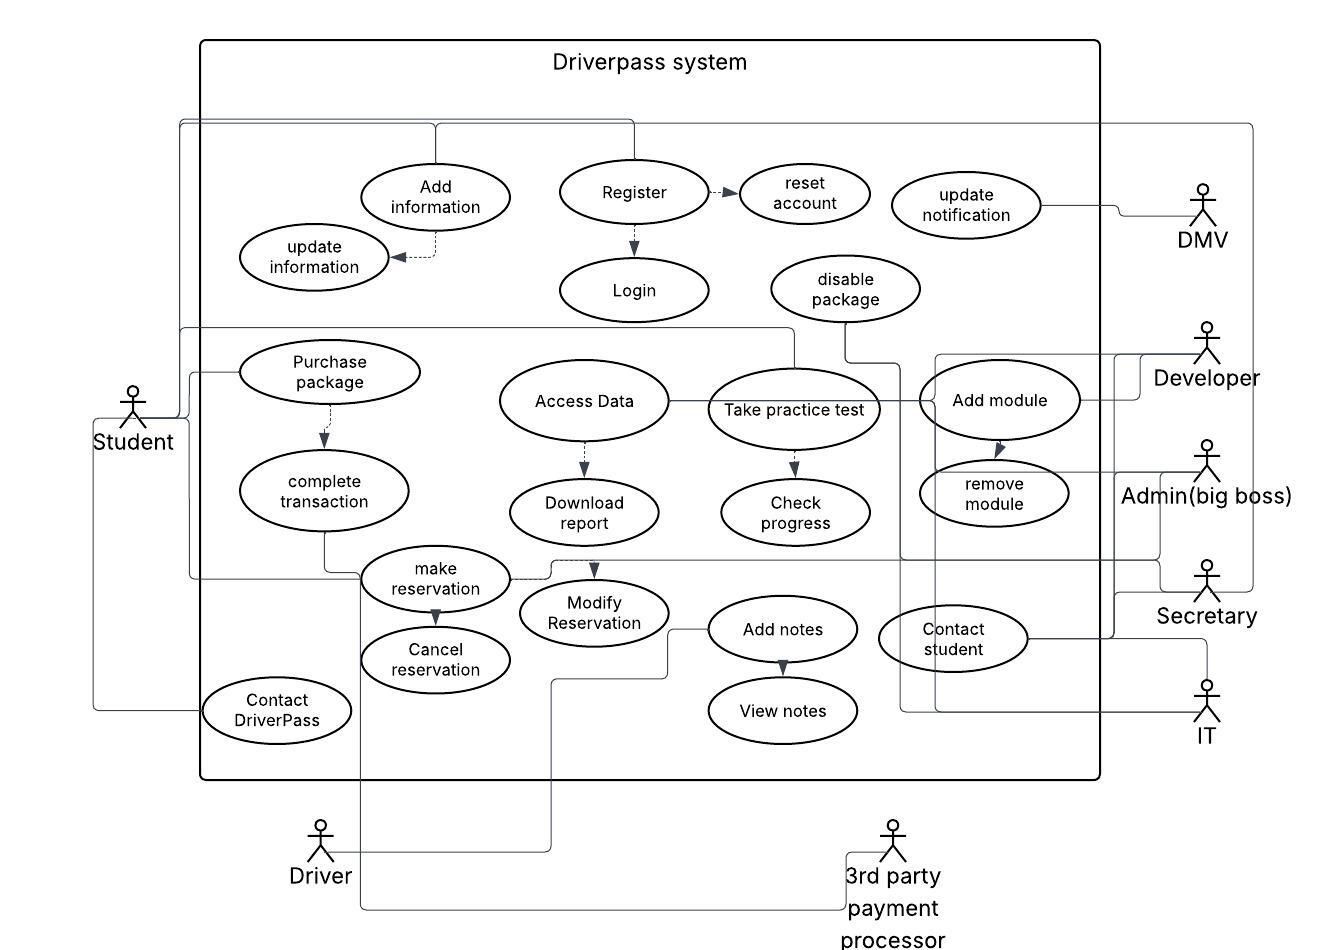 Driverpass system
Add
information
Register
reset
account
update
notification
DMV
update
information
Login
disable
package
Purchase
package
Access Data
Take practice test
Add module
Developer
Student
complete
transaction
Download
report
Check
progress
remove
module
Admin(big boss)
make
reservation
Modify
Reservation
Secretary
Cancel
reservation
Add notes
Contact
student
Contact
DriverPass
View notes
IT
Driver
3rd party
payment
processor